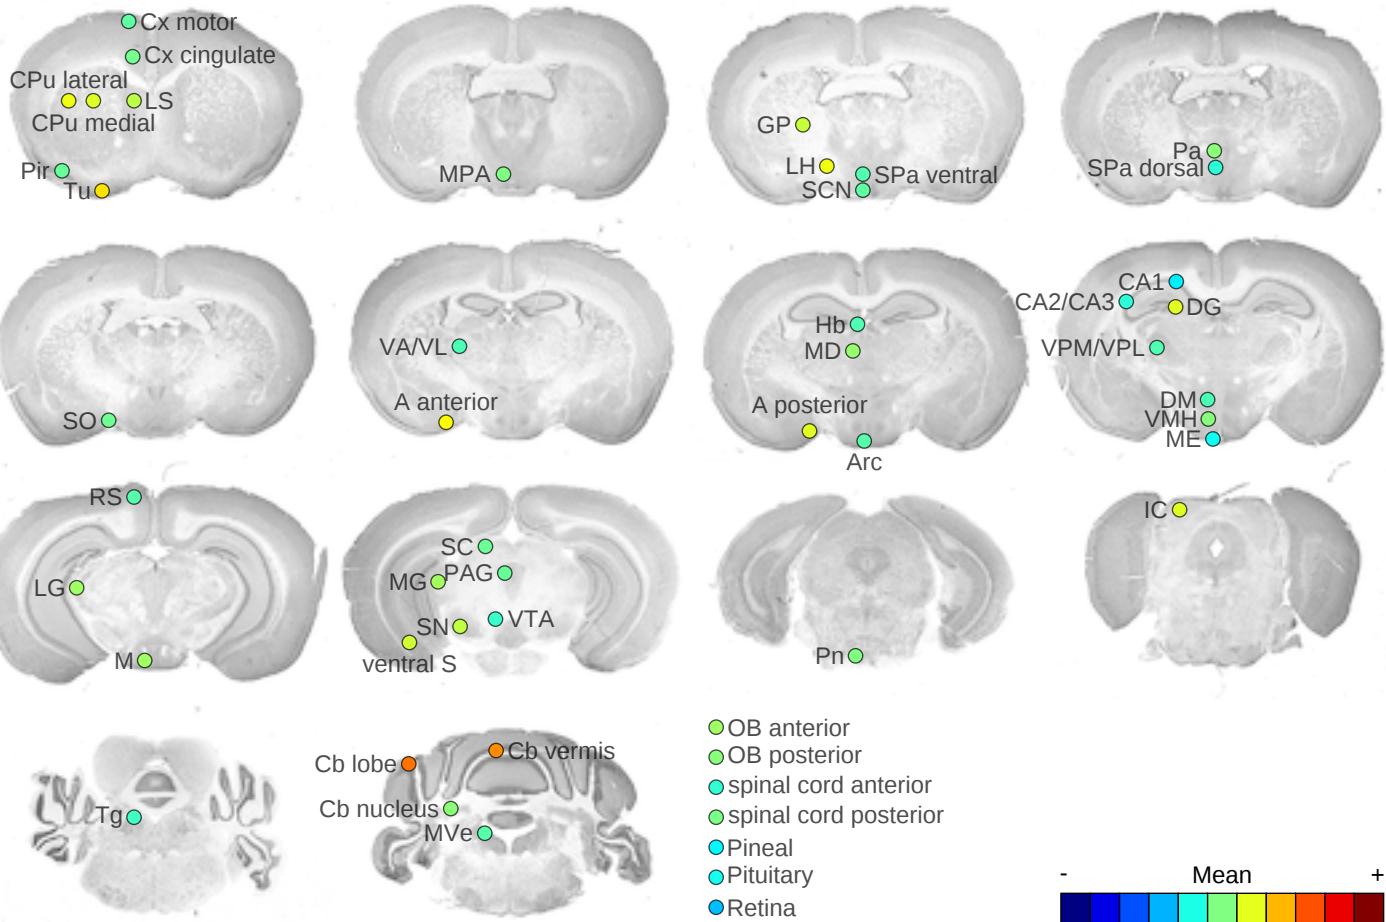 Cx motor
Cx cingulate
CPu lateral
LS
CPu medial
Pir
Tu
MPA
GP
LH
SPa ventral
SCN
Pa
SPa dorsal
SO
VA/VL
A anterior
Hb
MD
A posterior
Arc
CA1
CA2/CA3
DG
VPM/VPL
DM
VMH
ME
RS
LG
M
SC
PAG
MG
VTA
SN
ventral S
Pn
IC
Tg
Cb lobe
Cb vermis
Cb nucleus
MVe
OB anterior
OB posterior
spinal cord anterior
spinal cord posterior
Pineal
Pituitary
Retina
- Mean +